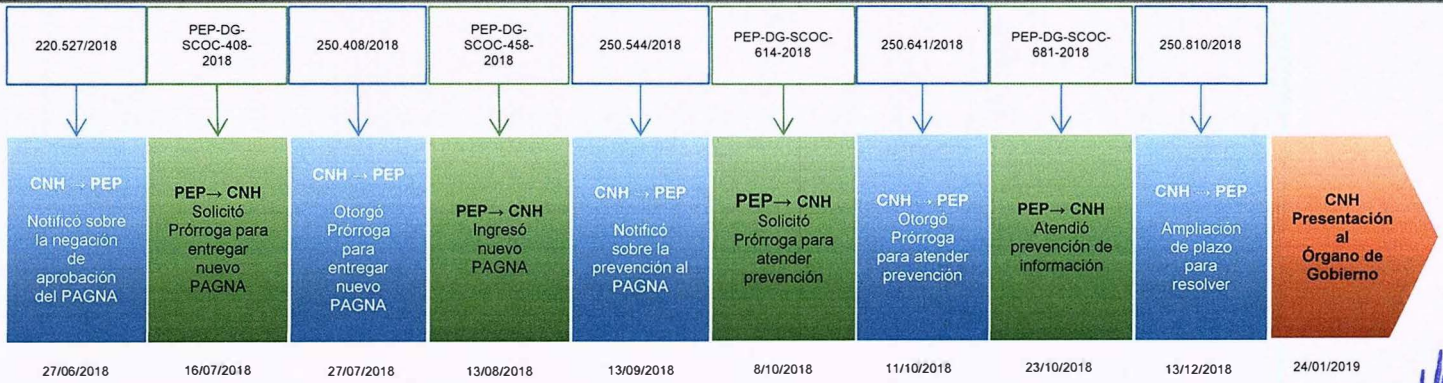 220.527/2018
PEP-DG-
SCOC-408-
2018
250.408/2018
PEP-DG-
SCOC-458-
2018
250.544/2018
PEP-DG-SCOC-
614-2018
250.641/2018
PEP-DG-SCOC-
681-2018
250.810/2018
CNH → PEP
Notificó sobre
la negación
de
aprobación
del PAGNA
PEP→ CNH
Solicitó
Prórroga para
entregar
nuevo
PAGNA
CNH → PEP
Otorgó
Prórroga
para
entregar
nuevo
PAGNA
PEP→ CNH
Ingresó
nuevo
PAGNA
CNH → PEP
Notificó
sobre la
prevención al
PAGNA
PEP→ CNH
Solicitó
Prórroga para
atender
prevención
CNH → PEP
Otorgó
Prórroga
para atender
prevención
PEP→ CNH
Atendió
prevención de
información
CNH → PEP
Ampliación
de plazo
para
resolver
CNH
Presentación
al
Órgano de
Gobierno
27/06/2018
16/07/2018
27/07/2018
13/08/2018
13/09/2018
8/10/2018
11/10/2018
23/10/2018
13/12/2018
24/01/2019